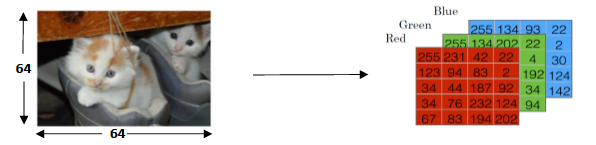 Blue
Green
Red
255 134 93 22
255 134 202 22 2
255 231 42 22 4 30
123 94 83 2 192 124
34 44 187 92 34 142
34 76 232 124 94
67 83 194 202
64
64